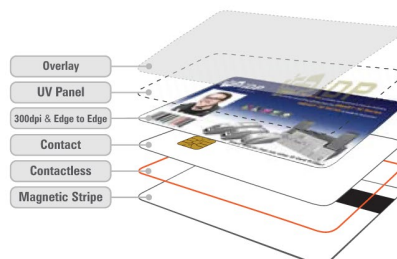 Overlay
UV Panel
300dpi & Edge to Edge
Contact
Contactless
Magnetic Stripe